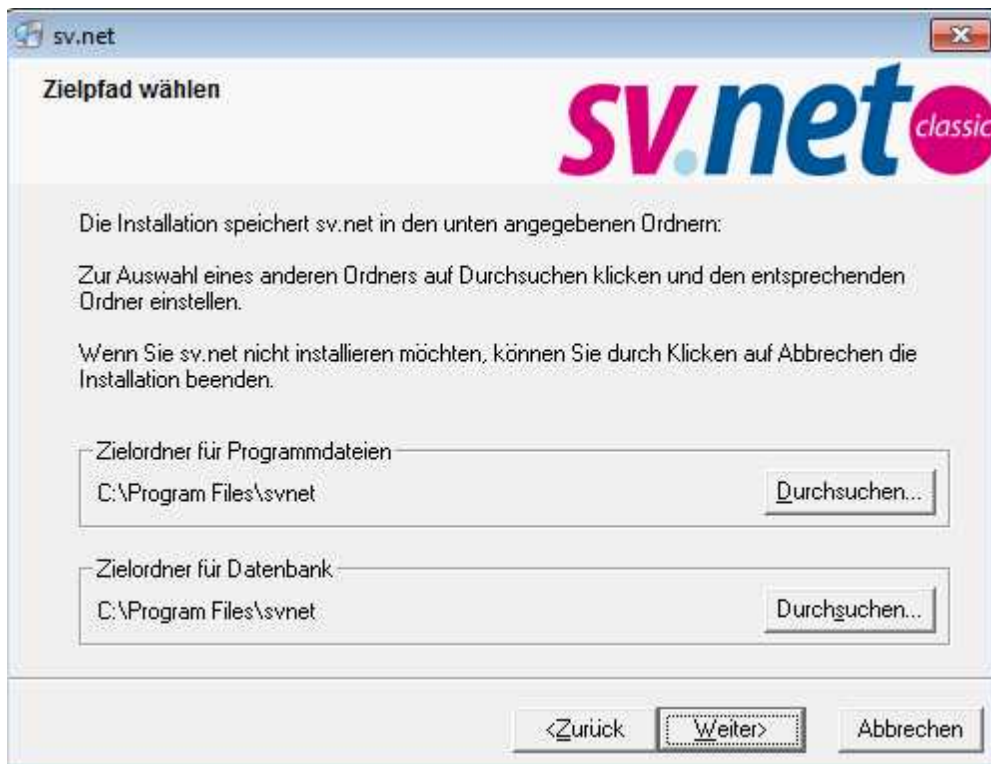 sv.net
Zielpfad wählen
sv.net classic
Die Installation speichert sv.net in den unten angegebenen Ordnern:
Zur Auswahl eines anderen Ordners auf Durchsuchen klicken und den entsprechenden
Ordner einstellen.
Wenn Sie sv.net nicht installieren möchten, können Sie durch Klicken auf Abbrechen die
Installation beenden.
Zielordner für Programmdateien
C:\Program Files\svnet
Durchsuchen...
Zielordner für Datenbank
C:\Program Files\svnet
Durchsuchen...
<Zurück
Weiter>
Abbrechen